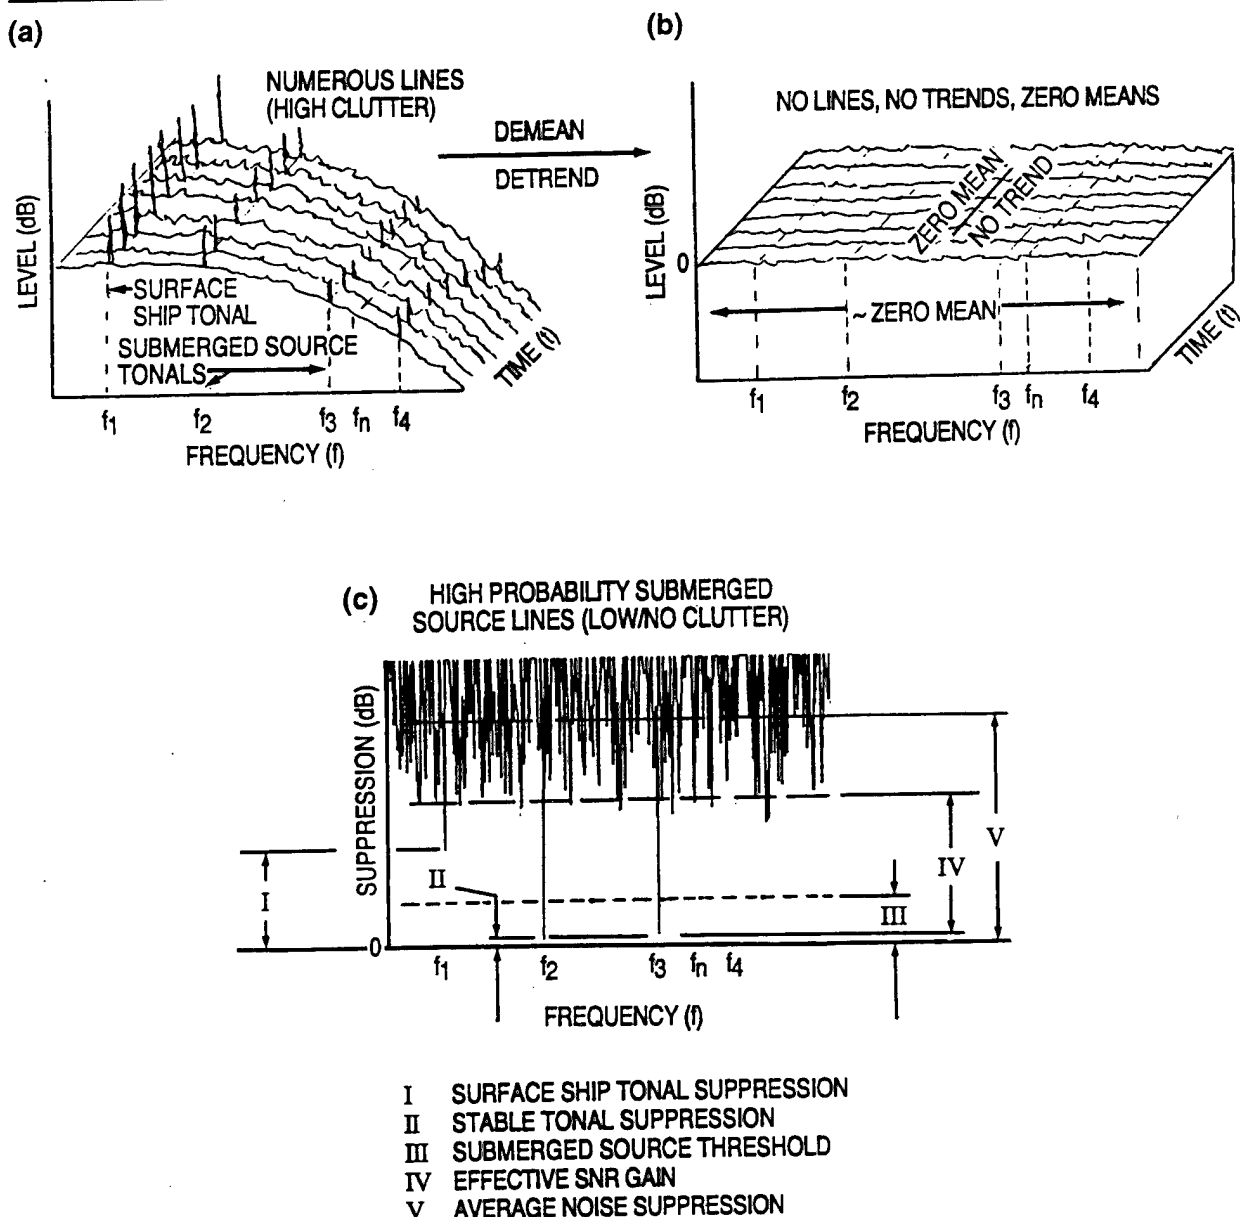 (a)
NUMEROUS LINES
(HIGH CLUTTER)
LEVEL (dB)
SURFACE
SHIP TONAL
SUBMERGED SOURCE
TONALS
TIME (t)
f1 f2 f3 fn f4
FREQUENCY (f)
DEMEAN
DETREND
(b)
NO LINES, NO TRENDS, ZERO MEANS
LEVEL (dB)
0
ZERO MEAN
NO TREND
~ ZERO MEAN
TIME (t)
f1 f2 f3 fn f4
FREQUENCY (f)
(c)
HIGH PROBABILITY SUBMERGED
SOURCE LINES (LOW/NO CLUTTER)
SUPPRESSION (dB)
I
II
III
IV
V
0
f1 f2 f3 fn f4
FREQUENCY (f)
I SURFACE SHIP TONAL SUPPRESSION
II STABLE TONAL SUPPRESSION
III SUBMERGED SOURCE THRESHOLD
IV EFFECTIVE SNR GAIN
V AVERAGE NOISE SUPPRESSION